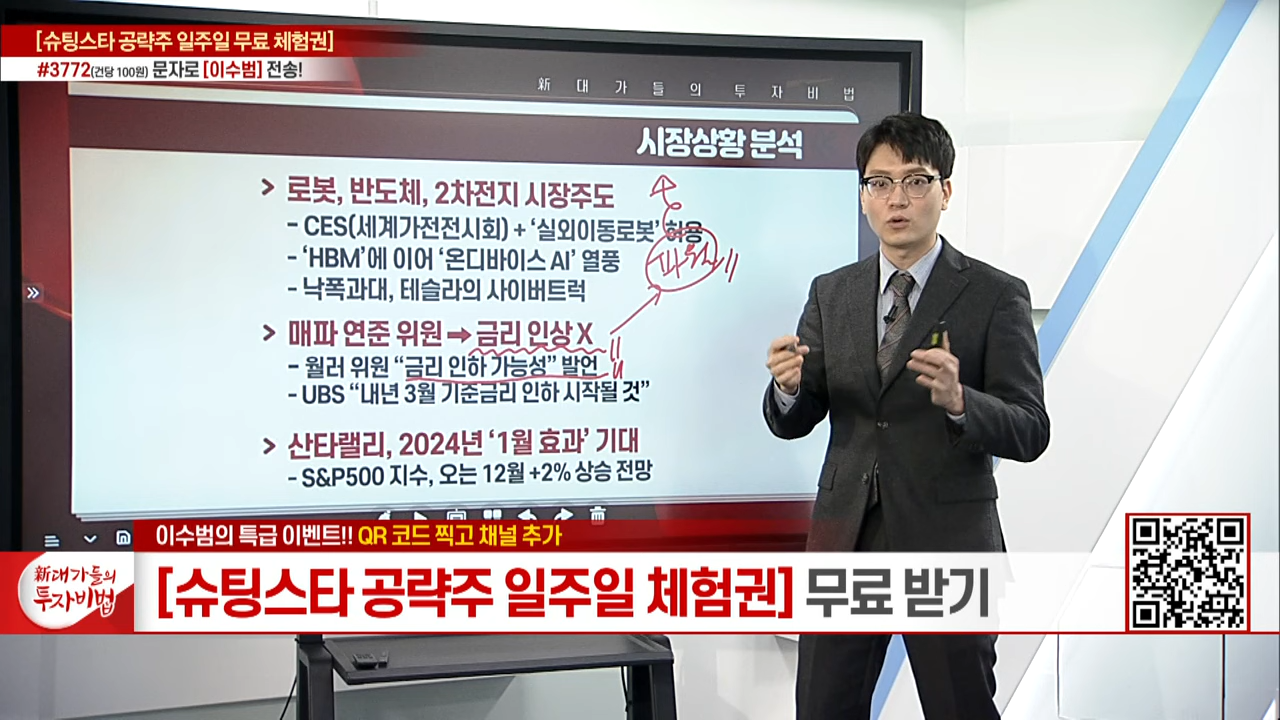 [슈팅스타 공략주 일주일 무료 체험권]
#3772(건당 100원) 문자로 [이수범] 전송!
新 대가들의 투자비법
시장상황 분석
> 로봇, 반도체, 2차전지 시장주도
- CES(세계가전전시회) + ‘실외이동로봇’ 허용
- ‘HBM’에 이어 ‘온디바이스 AI’ 열풍
- 낙폭과대, 테슬라의 사이버트럭
파월
> 매파 연준 위원 ➡ 금리 인상 X
- 월러 위원 “금리 인하 가능성” 발언
- UBS “내년 3월 기준금리 인하 시작될 것”
> 산타랠리, 2024년 ‘1월 효과’ 기대
- S&P500 지수, 오는 12월 +2% 상승 전망
이수범의 특급 이벤트!! QR 코드 찍고 채널 추가
新대가들의
투자비법
[슈팅스타 공략주 일주일 체험권] 무료 받기